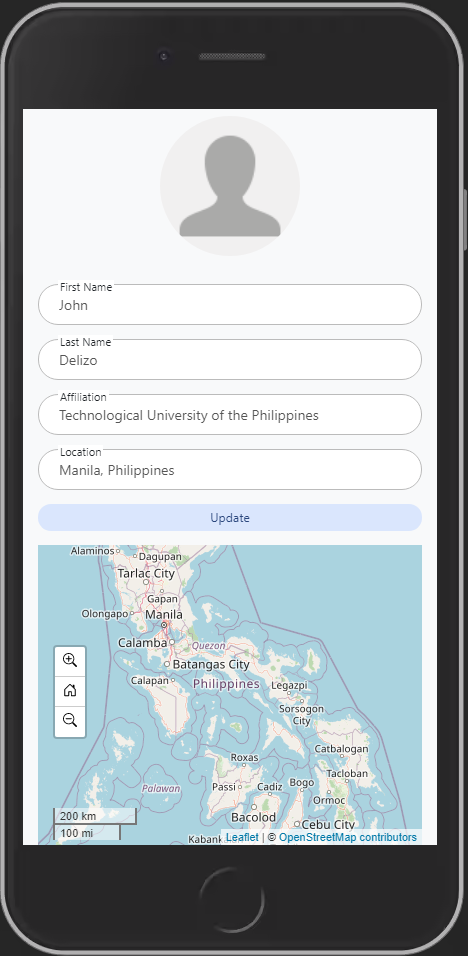 First Name
John
Last Name
Delizo
Affiliation
Technological University of the Philippines
Location
Manila, Philippines
Update
Alaminos
Dagupan
Tarlac City
Gapan
Olongapo
Manila
Calamba
Quezon
Batangas City
Calapan
Philippines
Legazpi
Sorsogon
City
Catbalogan
Roxas
Tacloban
Palawan
Passi
Cadiz
Bogo
Ormoc
200 km
Bacolod
Cebu City
100 mi
Kabank
Leaflet | © OpenStreetMap contributors